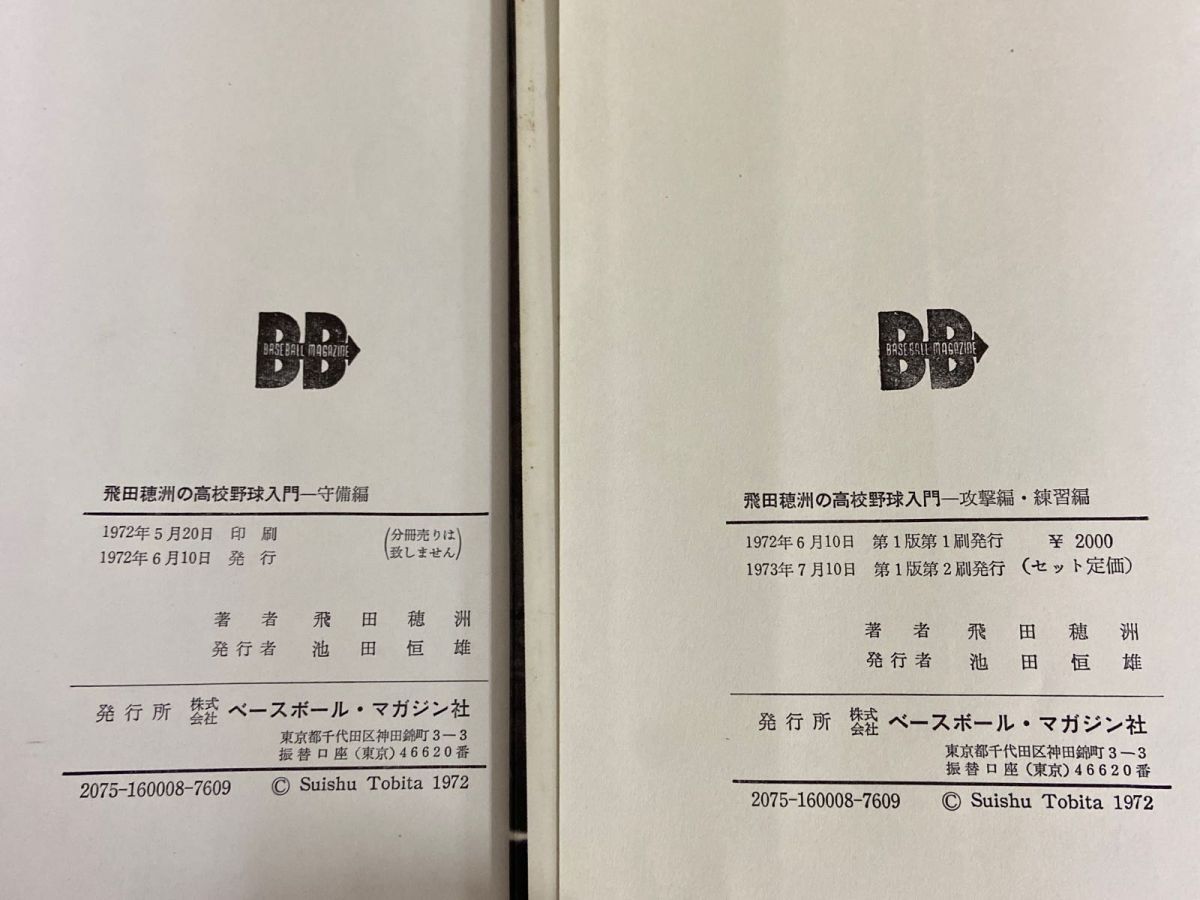 BB
BASEBALL MAGAZINE
飛田穂洲の高校野球入門―守備編
1972年5月20日 印 刷
1972年6月10日 発 行
(分冊売りは
致しません)
著 者 飛 田 穂 洲
発行者 池 田 恒 雄
発行所 株式会社 ベースボール・マガジン社
東京都千代田区神田錦町3−3
振替口座(東京)46620番
2075-160008-7609 © Suishu Tobita 1972
BB
BASEBALL MAGAZINE
飛田穂洲の高校野球入門―攻撃編・練習編
1972年6月10日 第1版第1刷発行 ¥ 2000
1973年7月10日 第1版第2刷発行 (セット定価)
著 者 飛 田 穂 洲
発行者 池 田 恒 雄
発行所 株式会社 ベースボール・マガジン社
東京都千代田区神田錦町3−3
振替口座(東京)46620番
2075-160008-7609 © Suishu Tobita 1972